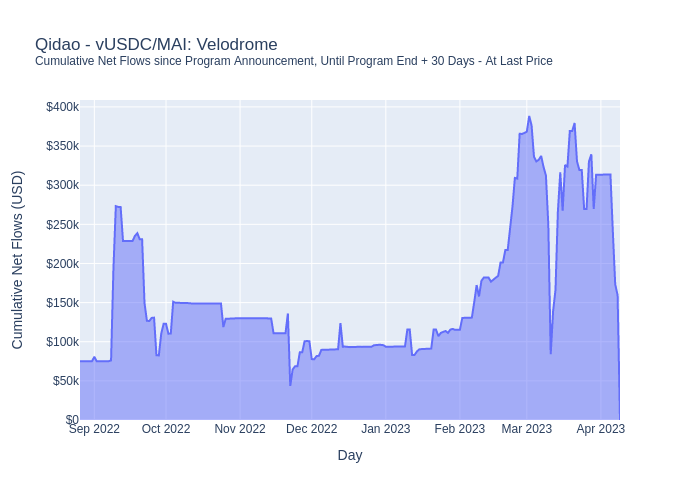 Qidao - vUSDC/MAI: Velodrome
Cumulative Net Flows since Program Announcement, Until Program End + 30 Days - At Last Price
Cumulative Net Flows (USD)
$400k
$350k
$300k
$250k
$200k
$150k
$100k
$50k
$0
Sep 2022 Oct 2022 Nov 2022 Dec 2022 Jan 2023 Feb 2023 Mar 2023 Apr 2023
Day